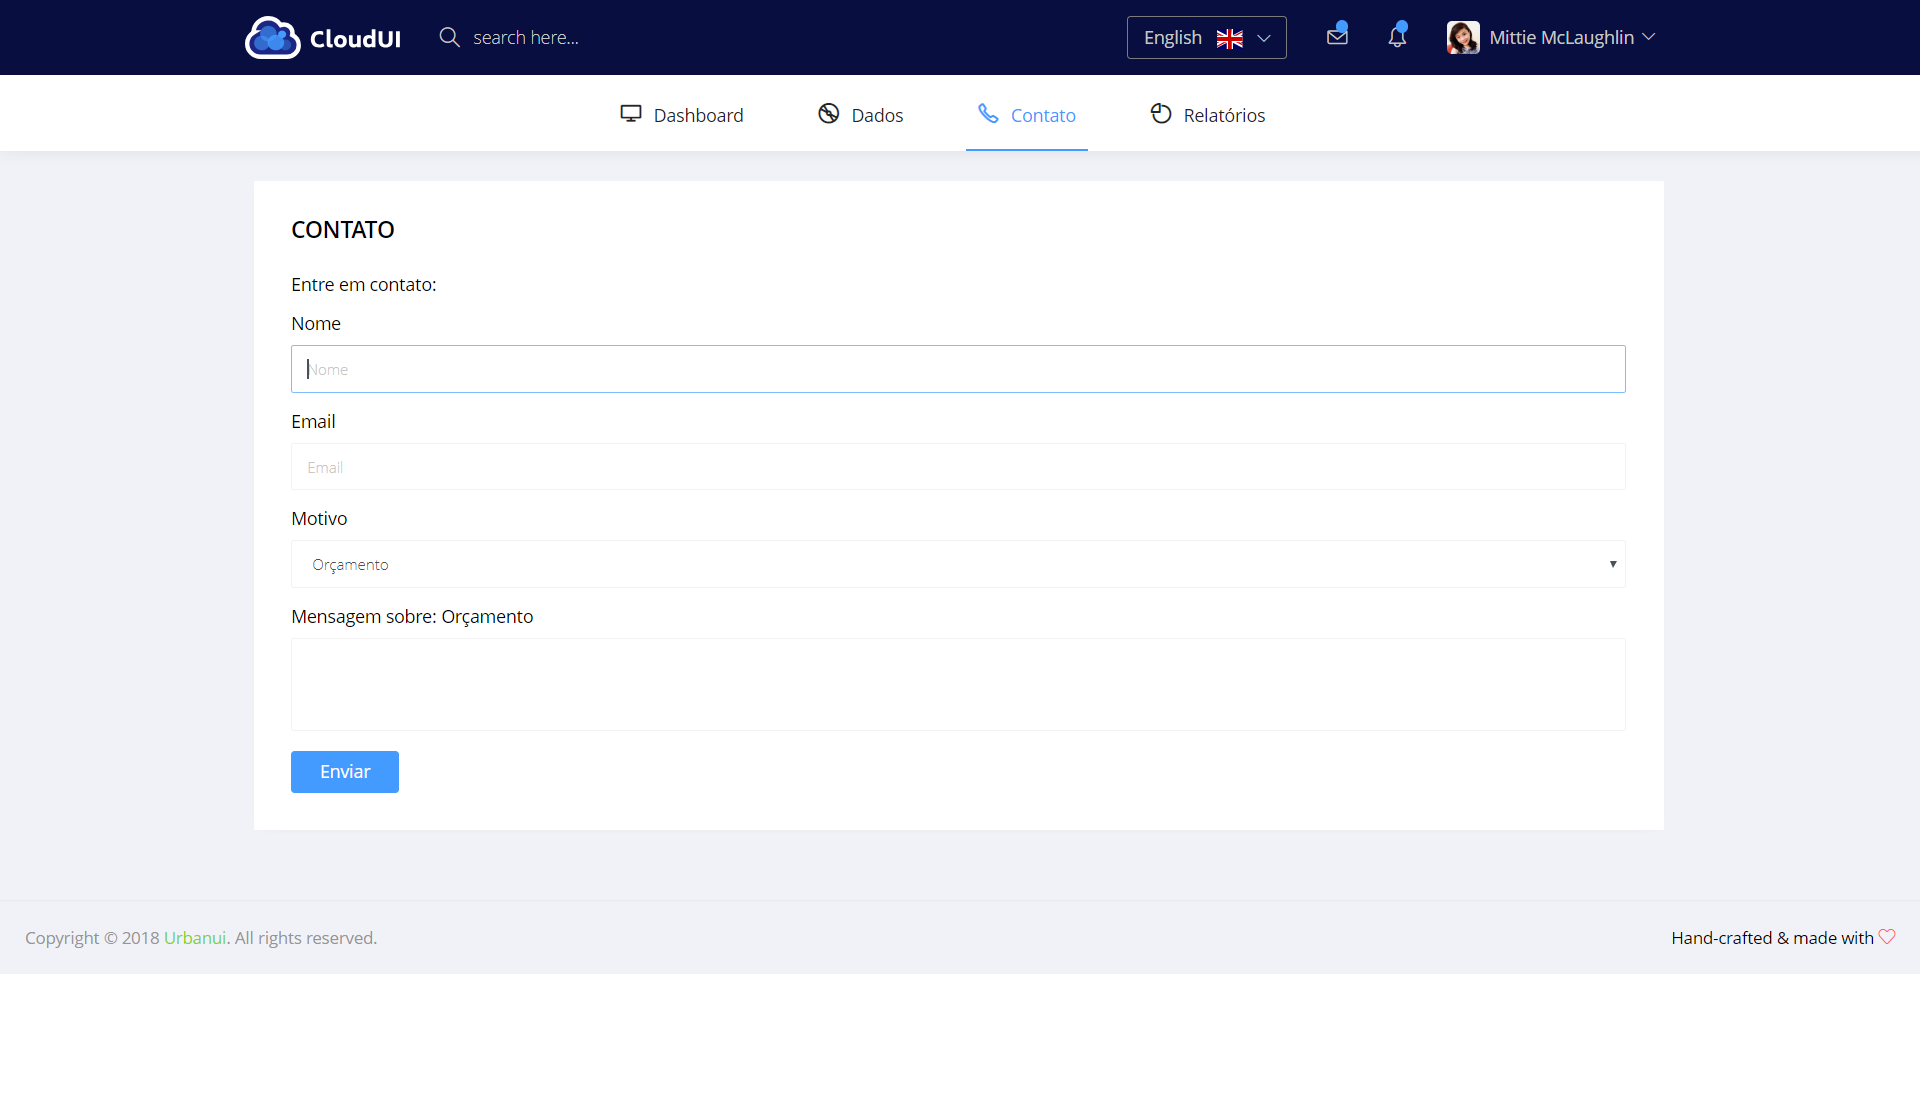 CloudUI
search here...
English
Mittie McLaughlin
Dashboard
Dados
Contato
Relatórios
CONTATO
Entre em contato:
Nome
Nome
Email
Email
Motivo
Orçamento
Mensagem sobre: Orçamento
Enviar
Copyright © 2018 Urbanui. All rights reserved.
Hand-crafted & made with